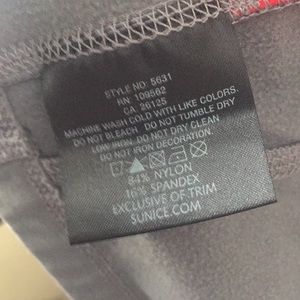 STYLE NO: 5631
RN 109562
CA 26125
MACHINE WASH COLD WITH LIKE COLORS.
DO NOT BLEACH DO NOT TUMBLE DRY
LOW IRON. DO NOT DRY CLEAN
DO NOT IRON DECORATION.
84% NYLON
16% SPANDEX
EXCLUSIVE OF TRIM
SUNICE.COM